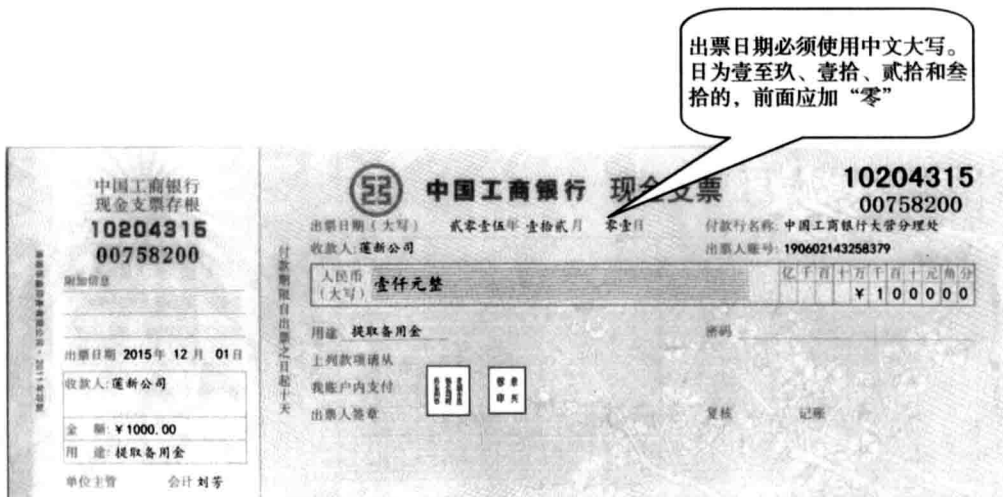 出票日期必须使用中文大写。
日为壹至玖、壹拾、贰拾和叁
拾的，前面应加“零”
中国工商银行
现金支票存根
10204315
00758200
附加信息
出票日期 2015年 12月 01日
收款人:莲新公司
金 额:¥1000.00
用 途:提取备用金
单位主管 会计 刘芳
付款期限自出票之日起十天
中国工商银行 现金支票
10204315
00758200
出票日期（大写） 贰零壹伍年 壹拾贰月 零壹日 付款行名称: 中国工商银行大营分理处
收款人:莲新公司 出票人账号: 190602143258379
人民币
（大写） 壹仟元整
亿千百十万千百十元角分
¥100000
用途 提取备用金 密码
上列款项请从
我账户内支付
出票人签章 复核 记账